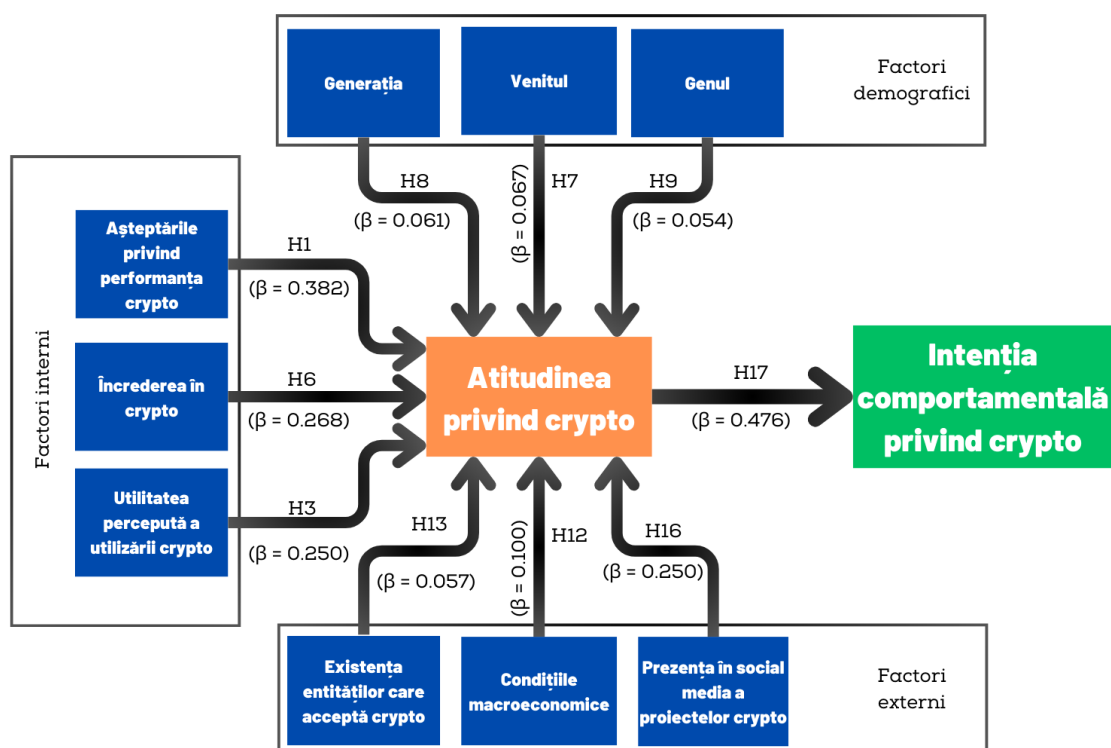 Generația
Venitul
Genul
Factori
demografici
H8
(β = 0.061)
(β = 0.067)
H7
H9
(β = 0.054)
Factori interni
Așteptările
privind
performanța
crypto
H1
(β = 0.382)
Încrederea în
crypto
H6
(β = 0.268)
Utilitatea
percepută a
utilizării crypto
H3
(β = 0.250)
Atitudinea
privind crypto
H17
(β = 0.476)
Intenția
comportamentală
privind crypto
H13
(β = 0.057)
(β = 0.100)
H12
H16
(β = 0.250)
Existența
entităților care
acceptă crypto
Condițiile
macroeconomice
Prezența în social
media a
proiectelor crypto
Factori
externi